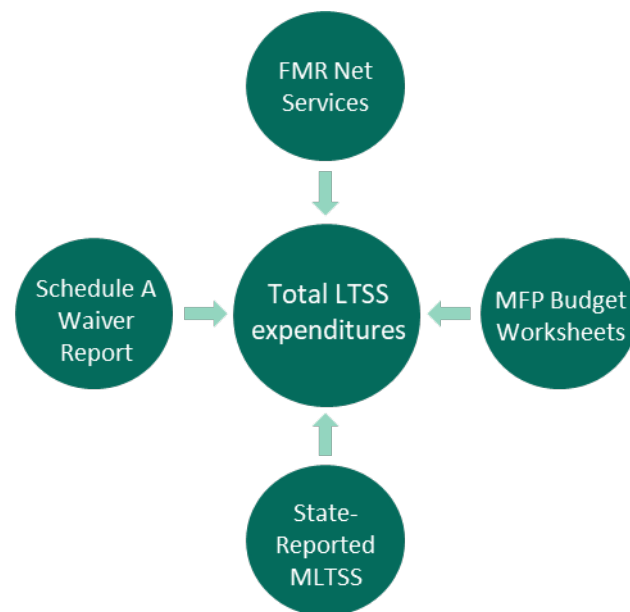 FMR Net
Services
Schedule A
Waiver
Report
Total LTSS
expenditures
MFP Budget
Worksheets
State-
Reported
MLTSS